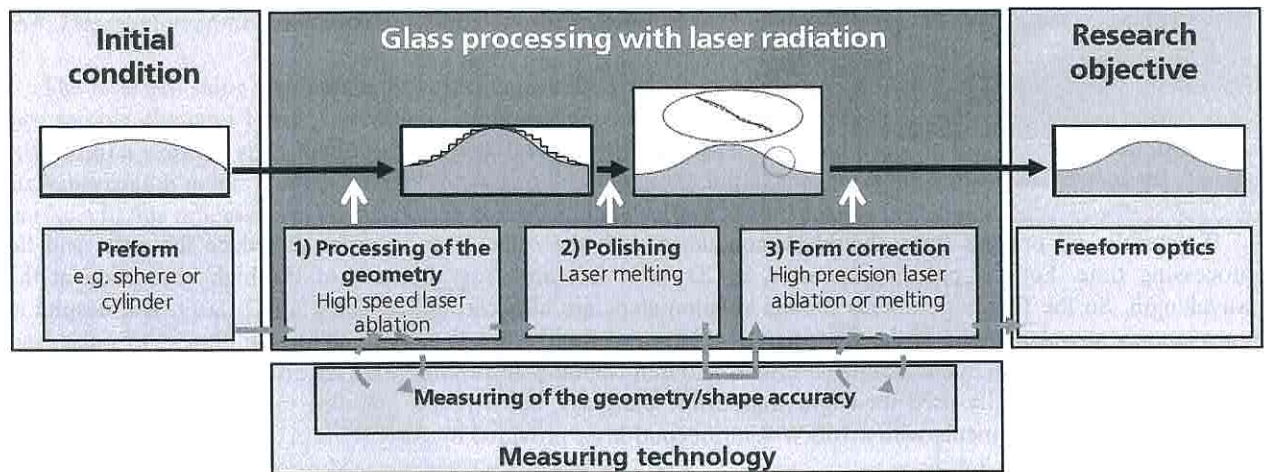 Initial
condition
Glass processing with laser radiation
Research
objective
Preform
e.g. sphere or
cylinder
1) Processing of the
geometry
High speed laser
ablation
2) Polishing
Laser melting
3) Form correction
High precision laser
ablation or melting
Freeform optics
Measuring of the geometry/shape accuracy
Measuring technology